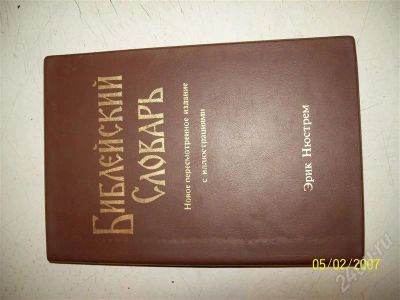 БИБЛЕЙСКИЙ
СЛОВАРЬ
Новое пересмотренное издание
с иллюстрациями
Эрик Нюстрем
05/02/2007